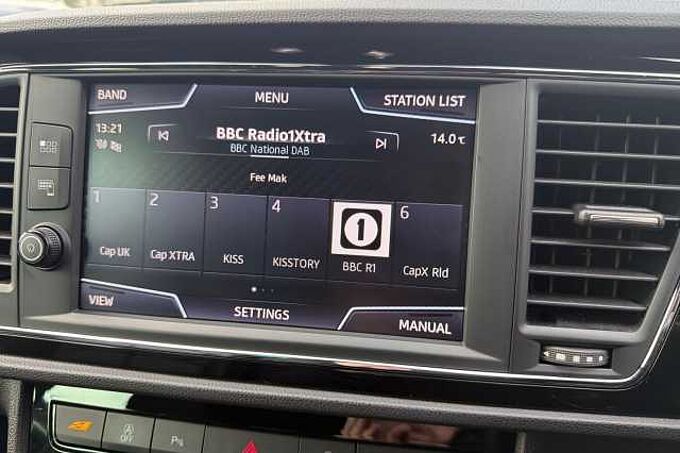 BAND
MENU
STATION LIST
13:21
BBC Radio1Xtra
14.0°C
BBC National DAB
Fee Mak
1 2 3 4 1 6
Cap UK Cap XTRA KISS KISSTORY BBC R1 CapX Rld
VIEW
SETTINGS
MANUAL
A
P